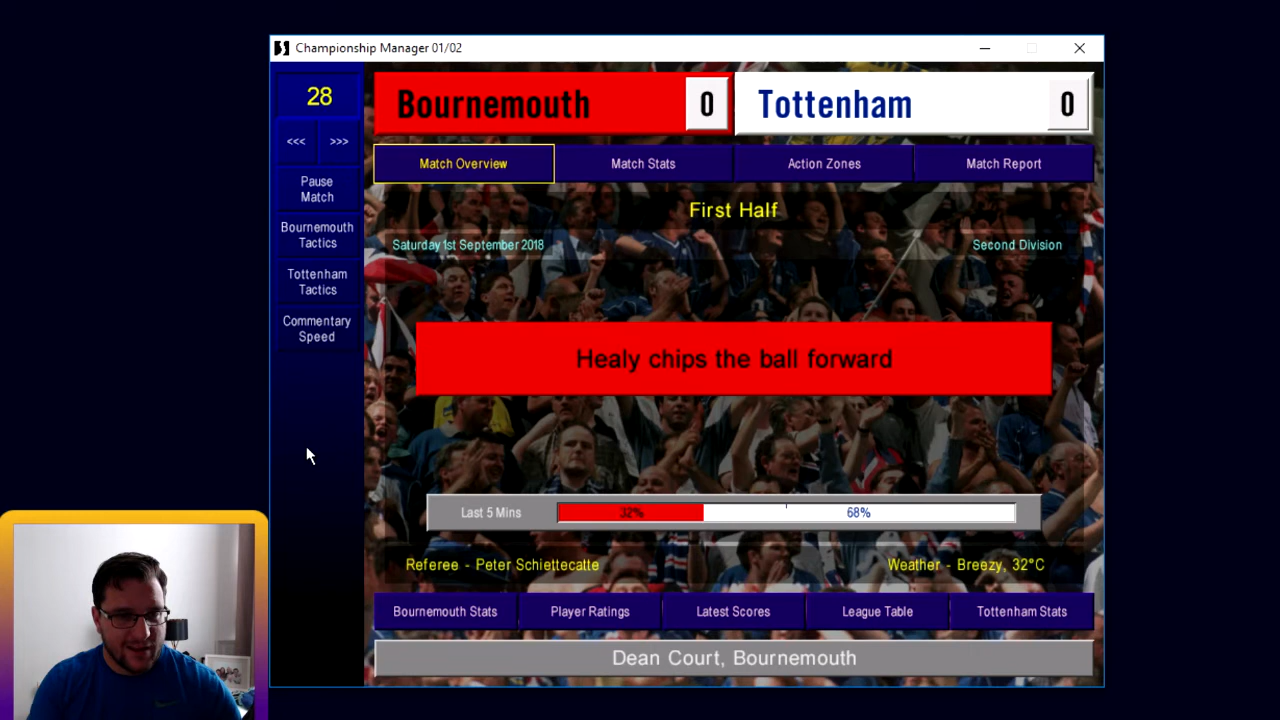 Championship Manager 01/02
28
Bournemouth 0 Tottenham 0
<<< >>>
Match Overview Match Stats Action Zones Match Report
Pause
Match
First Half
Bournemouth
Tactics
Saturday 1st September 2018 Second Division
Tottenham
Tactics
Commentary
Speed
Healy chips the ball forward
Last 5 Mins 32% 68%
Referee - Peter Schiettecatte Weather - Breezy, 32°C
Bournemouth Stats Player Ratings Latest Scores League Table Tottenham Stats
Dean Court, Bournemouth